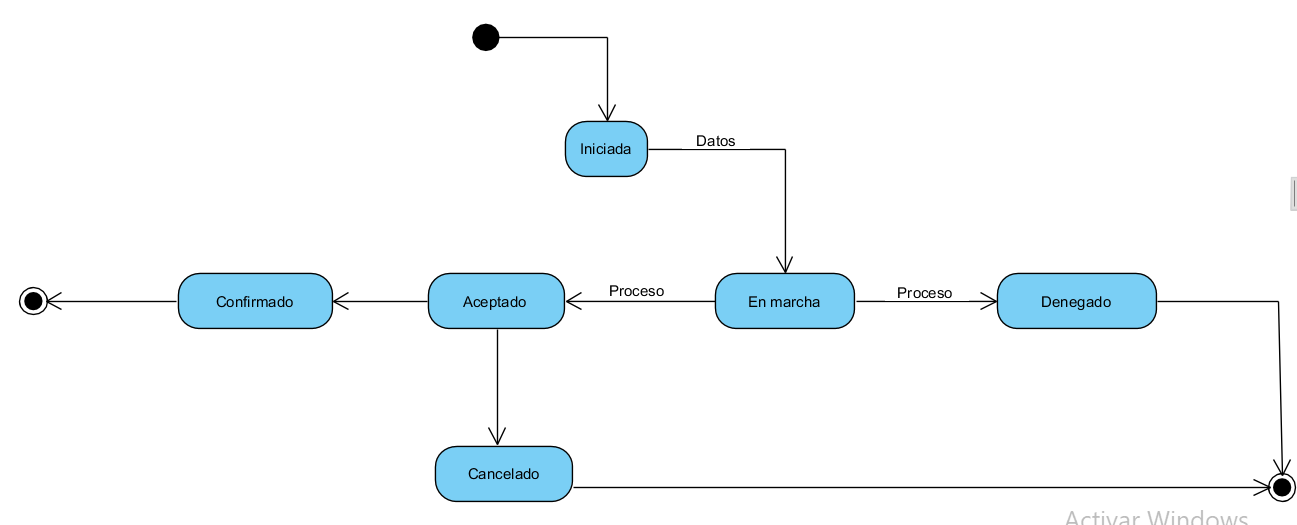 Iniciada
Datos
Proceso
Proceso
Confirmado
Aceptado
En marcha
Denegado
Cancelado
Activar Windows